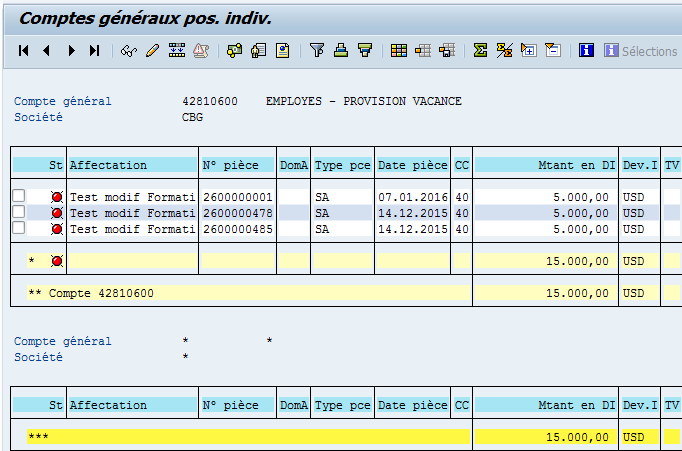 Comptes généraux pos. indiv.
Sélections
Compte général 42810600 EMPLOYES - PROVISION VACANCE
Société CBG
St Affectation N° pièce DomA Type pce Date pièce CC Mtant en DI Dev.I TV
Test modif Formati 2600000001 SA 07.01.2016 40 5.000,00 USD
Test modif Formati 2600000478 SA 14.12.2015 40 5.000,00 USD
Test modif Formati 2600000485 SA 14.12.2015 40 5.000,00 USD
* 15.000,00 USD
** Compte 42810600 15.000,00 USD
Compte général * *
Société *
St Affectation N° pièce DomA Type pce Date pièce CC Mtant en DI Dev.I TV
*** 15.000,00 USD